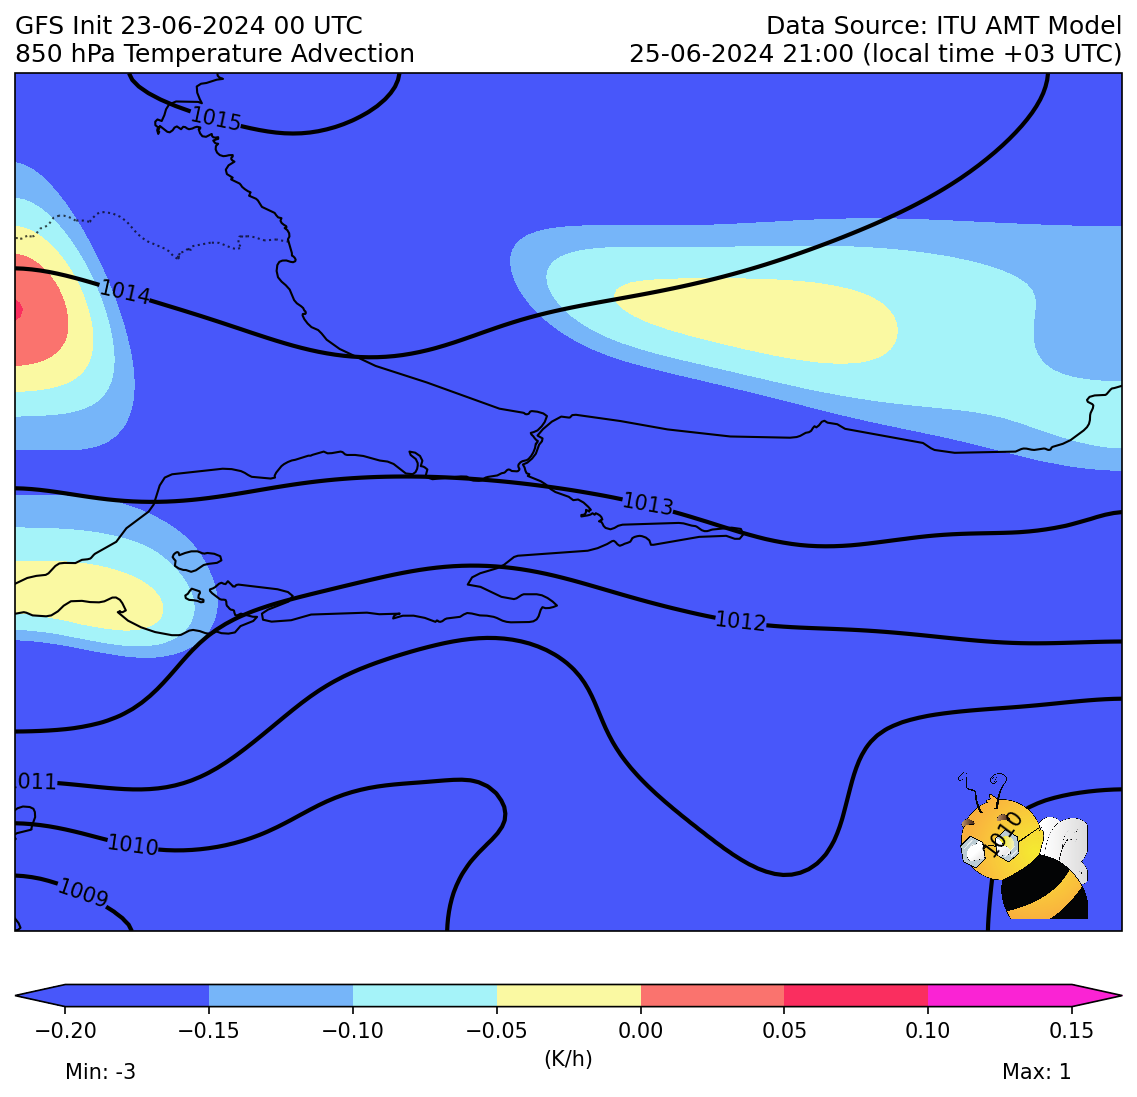 GFS Init 23-06-2024 00 UTC
850 hPa Temperature Advection
Data Source: ITU AMT Model
25-06-2024 21:00 (local time +03 UTC)
1015
1014
1013
1012
1011
1010
1010
1009
−0.20 −0.15 −0.10 −0.05 0.00 0.05 0.10 0.15
(K/h)
Min: -3
Max: 1